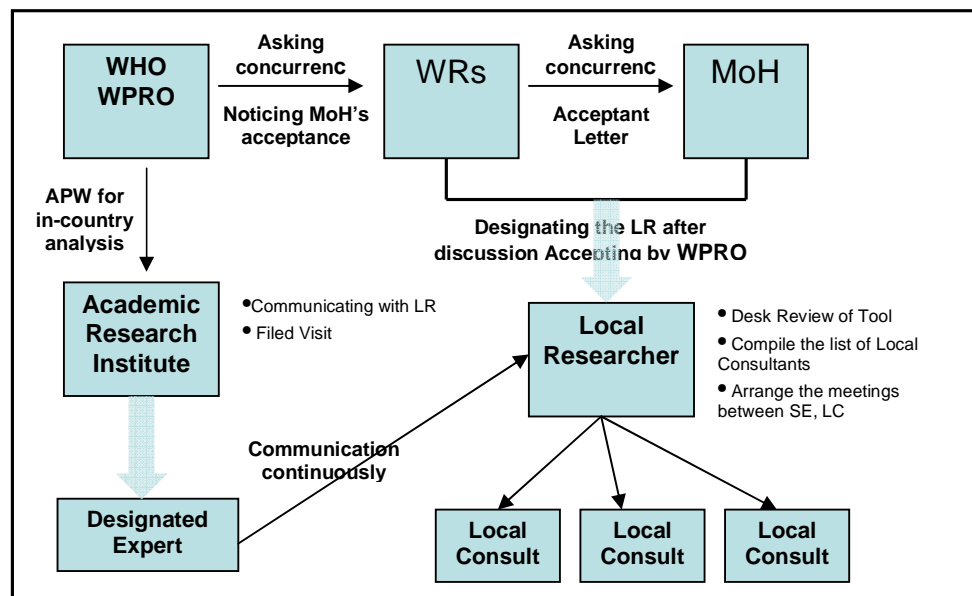 WHO
WPRO
Asking
concurrenc
Noticing MoH's
acceptance
WRs
Asking
concurrenc
Acceptant
Letter
MoH
APW for
in-country
analysis
Designating the LR after
discussion Accepting by WPRO
Academic
Research
Institute
•Communicating with LR
• Filed Visit
Local
Researcher
• Desk Review of Tool
• Compile the list of Local
Consultants
• Arrange the meetings
between SE, LC
Communication
continuously
Designated
Expert
Local
Consult
Local
Consult
Local
Consult